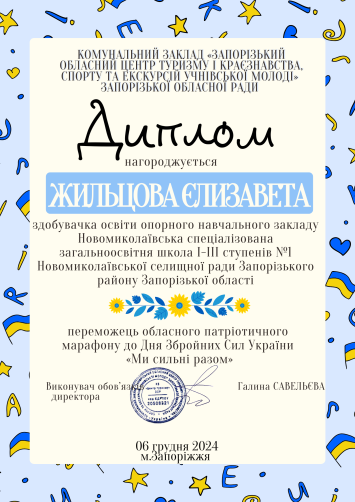 КОМУНАЛЬНИЙ ЗАКЛАД «ЗАПОРІЗЬКИЙ
ОБЛАСНИЙ ЦЕНТР ТУРИЗМУ І КРАЄЗНАВСТВА,
СПОРТУ ТА ЕКСКУРСІЙ УЧНІВСЬКОЇ МОЛОДІ»
ЗАПОРІЗЬКОЇ ОБЛАСНОЇ РАДИ
Диплом
нагороджується
ЖИЛЬЦОВА ЄЛИЗАВЕТА
здобувачка освіти опорного навчального закладу
Новомиколаївська спеціалізована
загальноосвітня школа І-ІІІ ступенів №1
Новомиколаївської селищної ради Запорізького
району Запорізької області
переможець обласного патріотичного
марафону до Дня Збройних Сил України
«Ми сильні разом»
Виконувач обов'яз
директора
Галина САВЕЛЬЄВА
06 грудня 2024
м.запоріжжя